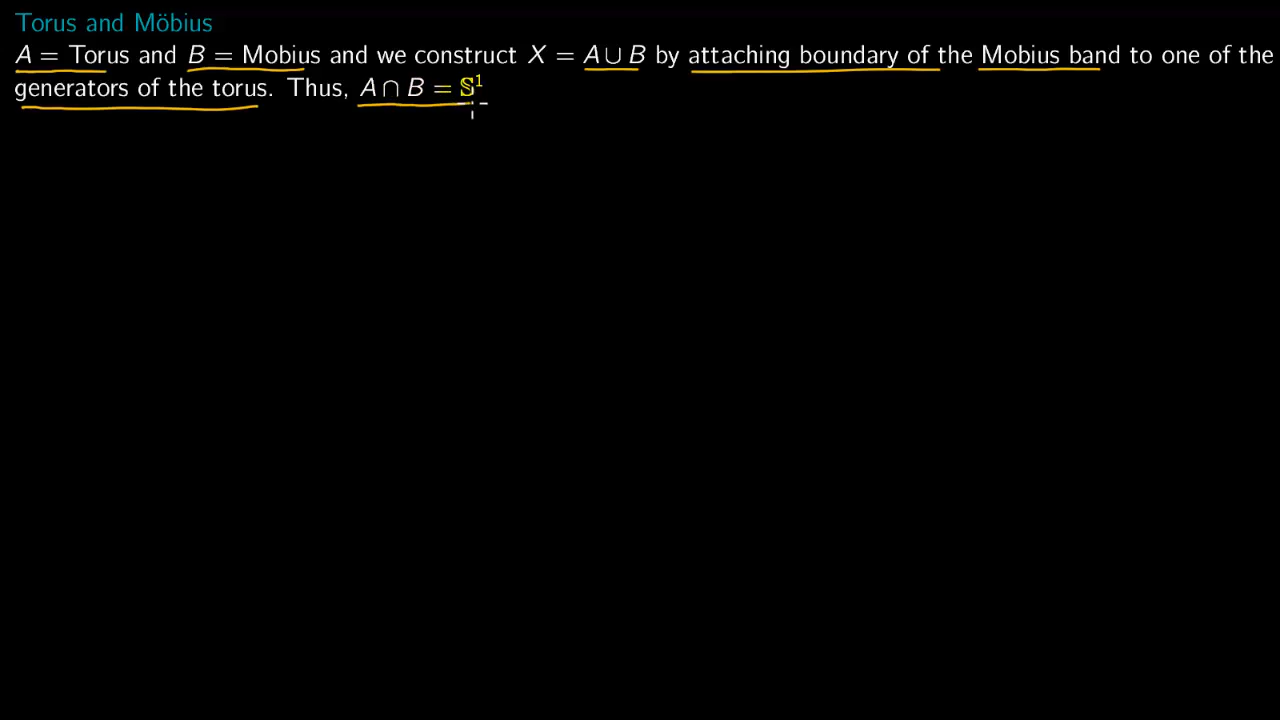 Torus and Möbius
A = Torus and B = Mobius and we construct X = A ∪ B by attaching boundary of the Mobius band to one of the
generators of the torus. Thus, A ∩ B = 𝕊¹